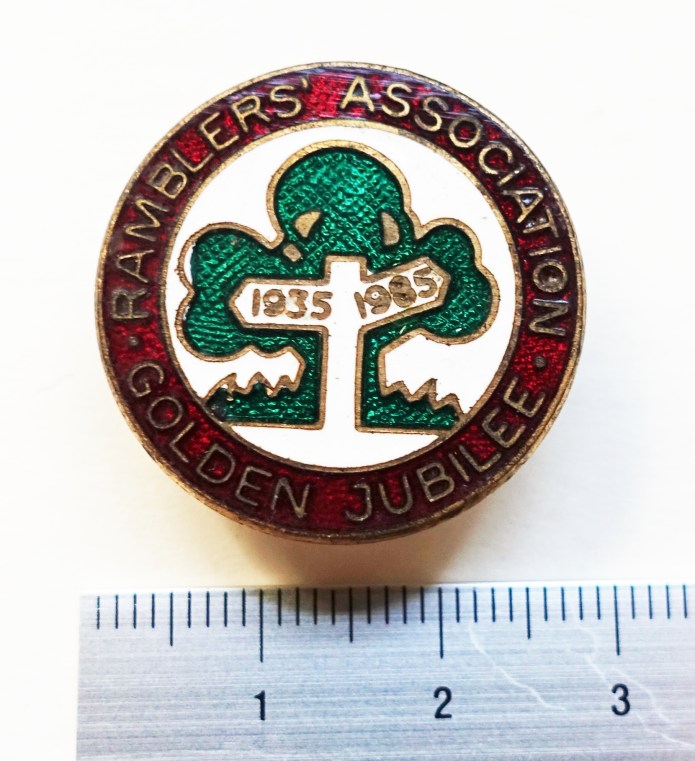 RAMBLERS' ASSOCIATION
1935 1985
· GOLDEN JUBILEE ·
1 2 3